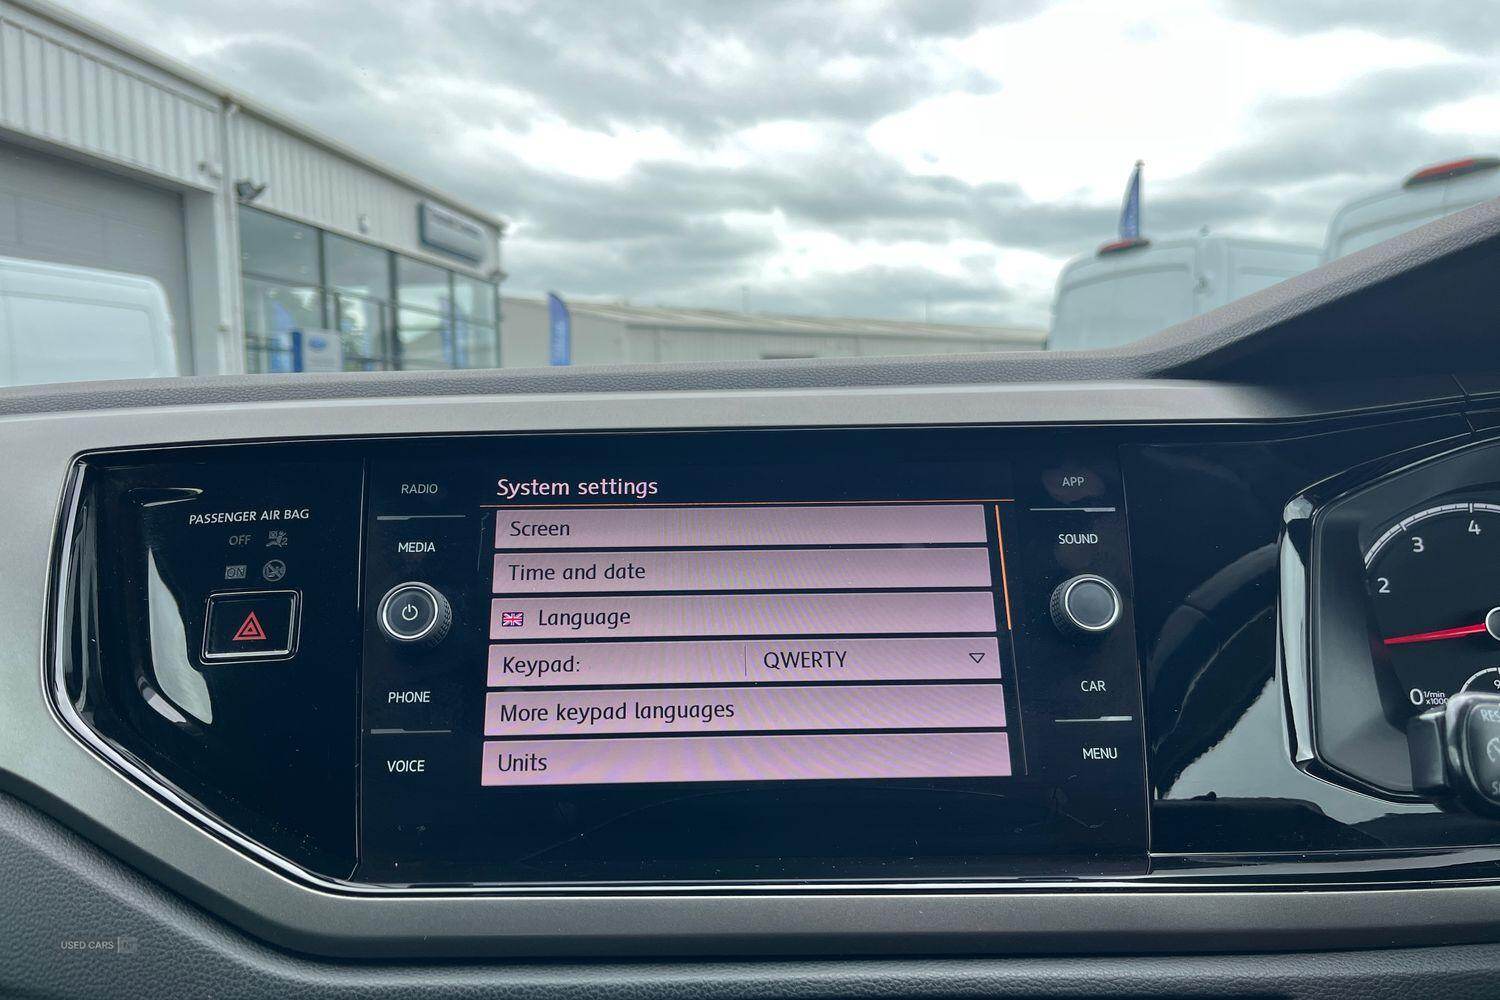 PASSENGER AIR BAG
OFF
ON
RADIO
MEDIA
PHONE
VOICE
System settings
Screen
Time and date
Language
Keypad: QWERTY
More keypad languages
Units
APP
SOUND
CAR
MENU
4
3
2
0 1/min x1000
USED CARS